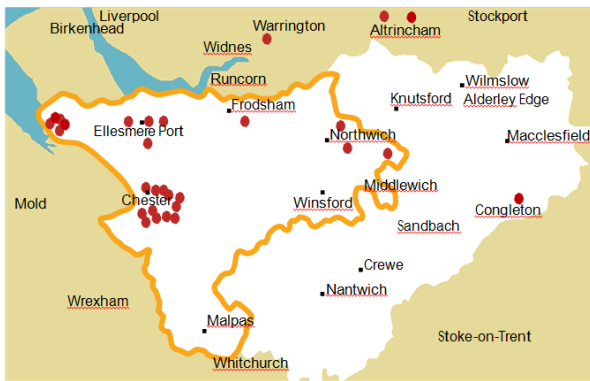 Liverpool
Stockport
Birkenhead
Warrington
Altrincham
Widnes
Runcorn
Wilmslow
Knutsford
Alderley Edge
Frodsham
Ellesmere Port
Northwich
Macclesfield
Middlewich
Mold
Chester
Winsford
Congleton
Sandbach
Crewe
Wrexham
Nantwich
Malpas
Stoke-on-Trent
Whitchurch